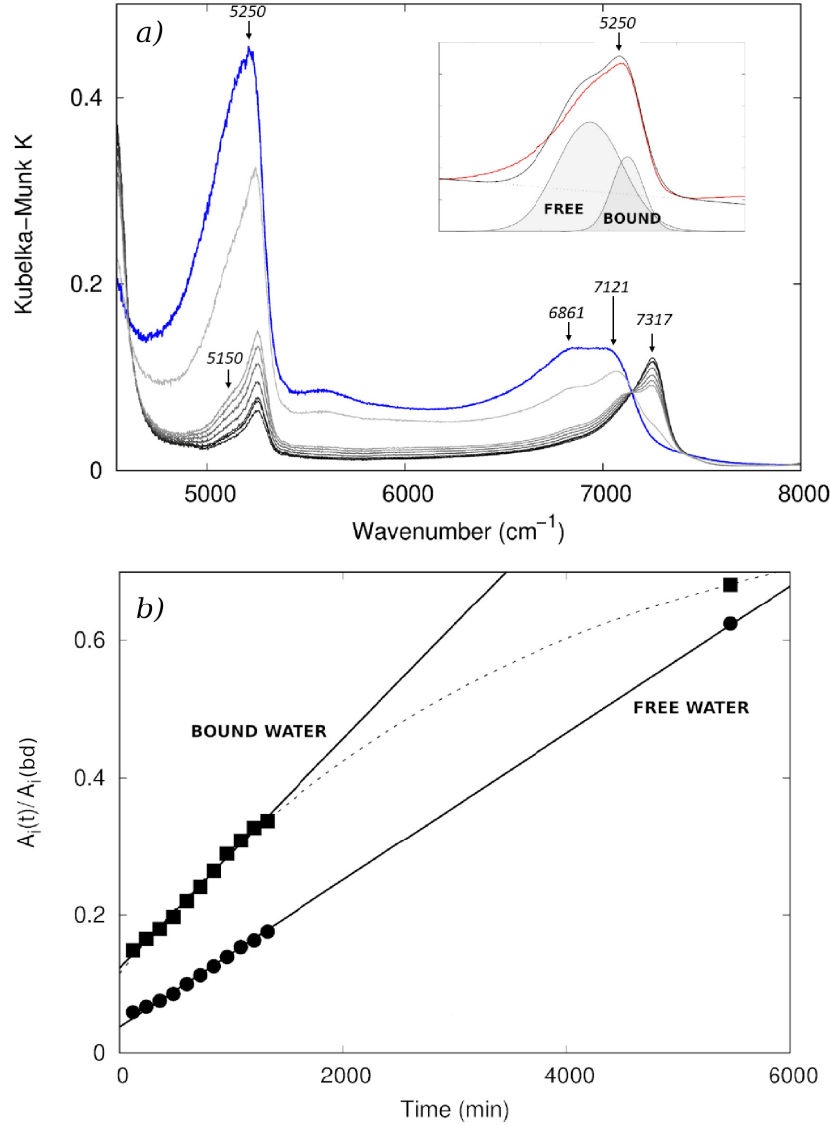 a)
5250
5250
FREE
BOUND
0.4
0.2
0
Kubelka-Munk K
5150
6861
7121
7317
5000
6000
7000
8000
Wavenumber (cm⁻¹)
b)
BOUND WATER
FREE WATER
0.6
0.4
0.2
0
A_i(t)/A_i(bd)
0
2000
4000
6000
Time (min)